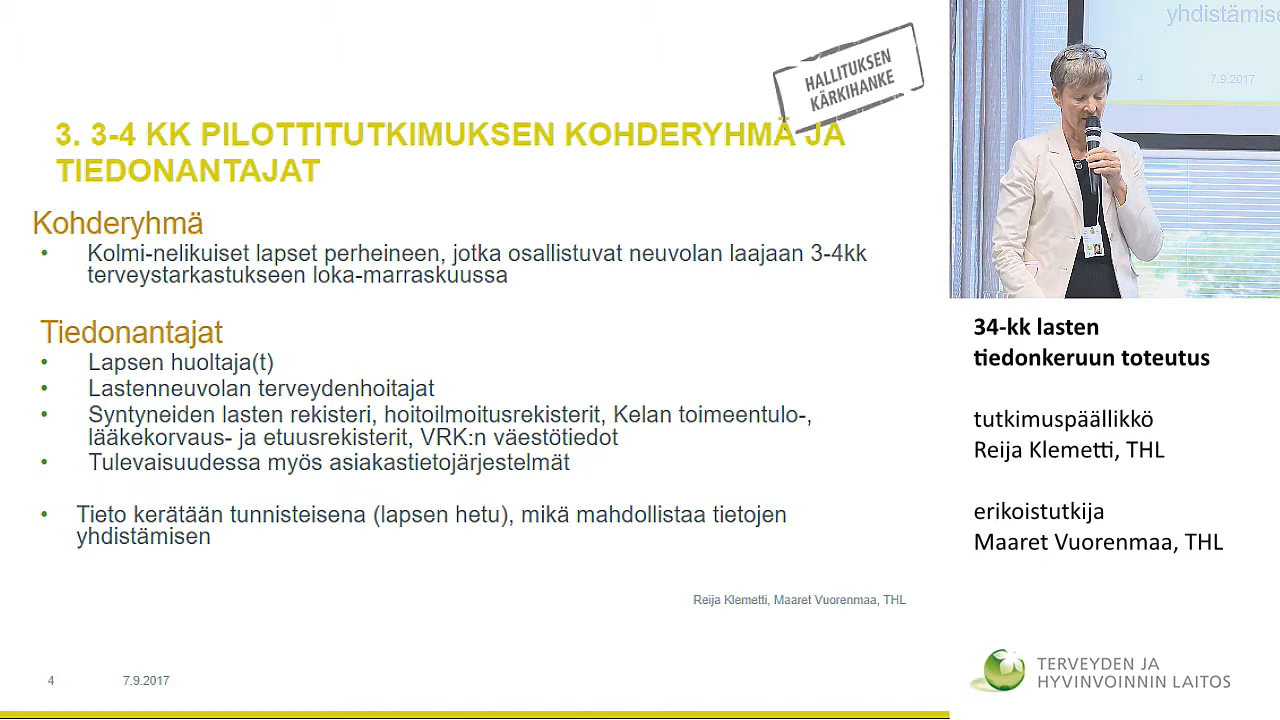 HALLITUKSEN
KÄRKIHANKE
3. 3-4 KK PILOTTITUTKIMUKSEN KOHDERYHMÄ JA
TIEDONANTAJAT
Kohderyhmä
• Kolmi-nelikuiset lapset perheineen, jotka osallistuvat neuvolan laajaan 3-4kk
terveystarkastukseen loka-marraskuussa
Tiedonantajat
• Lapsen huoltaja(t)
• Lastenneuvolan terveydenhoitajat
• Syntyneiden lasten rekisteri, hoitoilmoitusrekisterit, Kelan toimeentulo-,
lääkekorvaus- ja etuusrekisterit, VRK:n väestötiedot
• Tulevaisuudessa myös asiakastietojärjestelmät
• Tieto kerätään tunnisteisena (lapsen hetu), mikä mahdollistaa tietojen
yhdistämisen
Reija Klemetti, Maaret Vuorenmaa, THL
4 7.9.2017
yhdistämise
4 7.9.2017
34-kk lasten
tiedonkeruun toteutus
tutkimuspäällikkö
Reija Klemetti, THL
erikoistutkija
Maaret Vuorenmaa, THL
TERVEYDEN JA
HYVINVOINNIN LAITOS